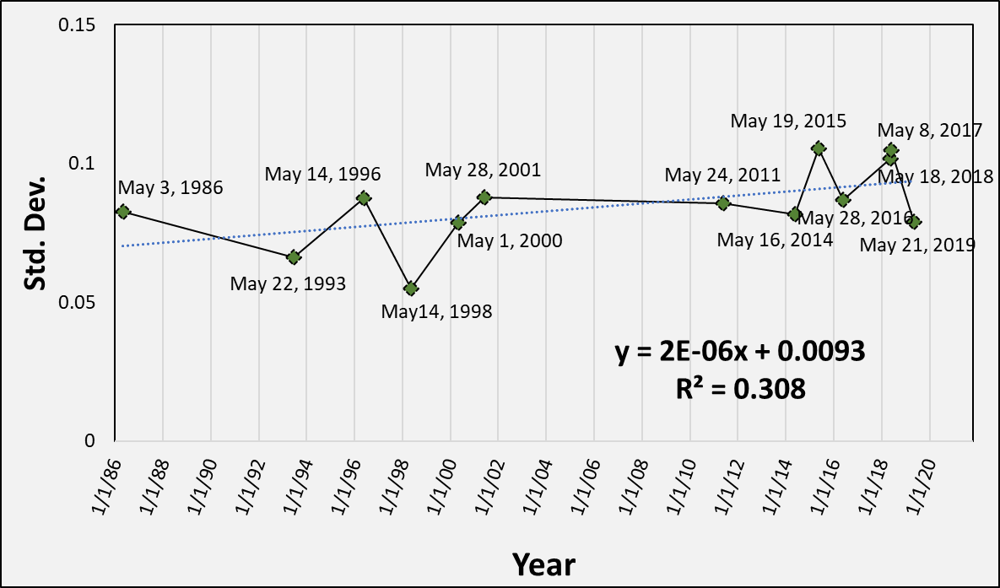 0.15
May 19, 2015
May 8, 2017
0.1
May 3, 1986
May 14, 1996
May 28, 2001
May 24, 2011
May 18, 2018
May 28, 2016
May 1, 2000
May 16, 2014
May 21, 2019
May 22, 1993
0.05
May14, 1998
Std. Dev.
y = 2E-06x + 0.0093
R² = 0.308
0
1/1/86
1/1/88
1/1/90
1/1/92
1/1/94
1/1/96
1/1/98
1/1/00
1/1/02
1/1/04
1/1/06
1/1/08
1/1/10
1/1/12
1/1/14
1/1/16
1/1/18
1/1/20
Year